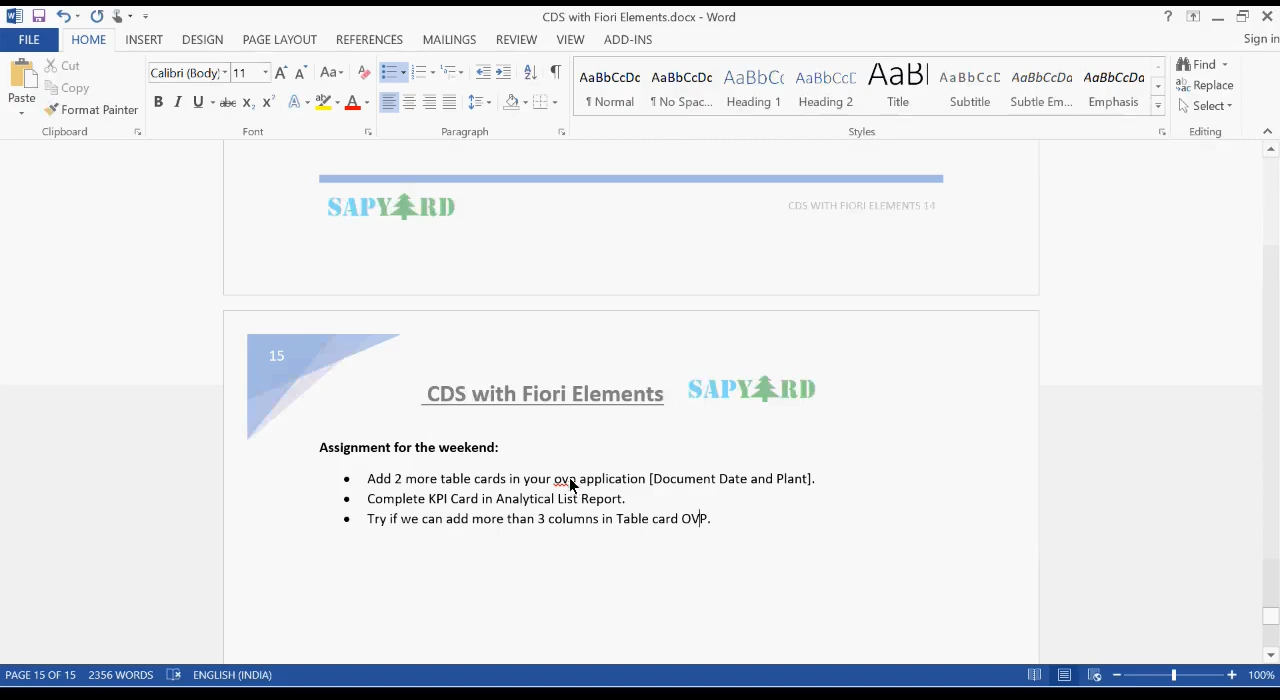 CDS with Fiori Elements.docx - Word
?
FILE HOME INSERT DESIGN PAGE LAYOUT REFERENCES MAILINGS REVIEW VIEW ADD-INS Sign in
Paste
Cut
Copy
Format Painter
Clipboard
Calibri (Body) 11
Font
Paragraph
AaBbCcDc AaBbCcDc AaBbCc AaBbCcC AaBl AaBbCcD AaBbCcDa AaBbCcDa
¶ Normal ¶ No Spac... Heading 1 Heading 2 Title Subtitle Subtle Em... Emphasis
Styles
Find
Replace
Select
Editing
SAPYARD
CDS WITH FIORI ELEMENTS 14
15
CDS with Fiori Elements SAPYARD
Assignment for the weekend:
• Add 2 more table cards in your ovp application [Document Date and Plant].
• Complete KPI Card in Analytical List Report.
• Try if we can add more than 3 columns in Table card OVP.
PAGE 15 OF 15 2356 WORDS ENGLISH (INDIA) 100%